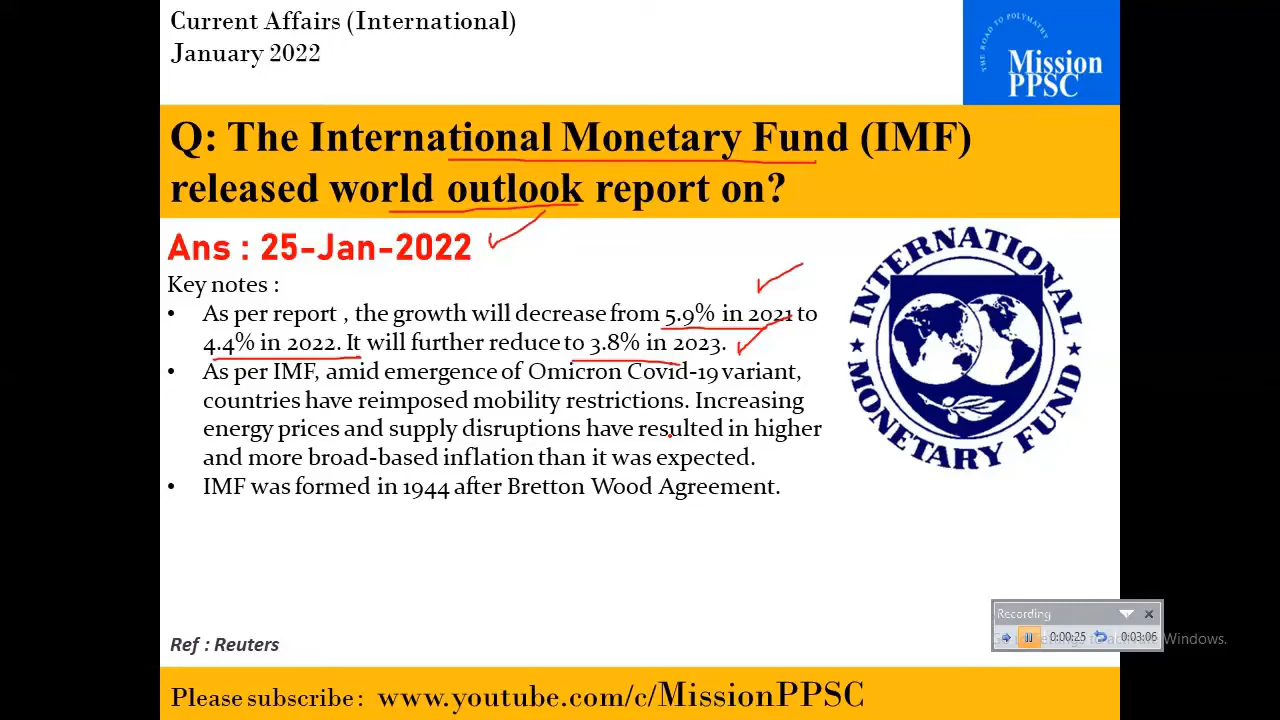 Current Affairs (International)
January 2022
THE ROAD TO POLYMATHY
Mission
PPSC
Q: The International Monetary Fund (IMF)
released world outlook report on?
Ans : 25-Jan-2022
Key notes :
• As per report , the growth will decrease from 5.9% in 2021 to
4.4% in 2022. It will further reduce to 3.8% in 2023.
• As per IMF, amid emergence of Omicron Covid-19 variant,
countries have reimposed mobility restrictions. Increasing
energy prices and supply disruptions have resulted in higher
and more broad-based inflation than it was expected.
• IMF was formed in 1944 after Bretton Wood Agreement.
INTERNATIONAL
MONETARY FUND
Recording
0:00:25 0:03:06
Windows.
Ref : Reuters
Please subscribe : www.youtube.com/c/MissionPPSC